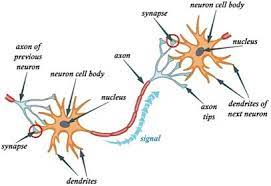 synapse
neuron cell body
nucleus
axon of
previous
neuron
neuron cell body
axon
nucleus
axon
tips
dendrites of
next neuron
signal
synapse
dendrites